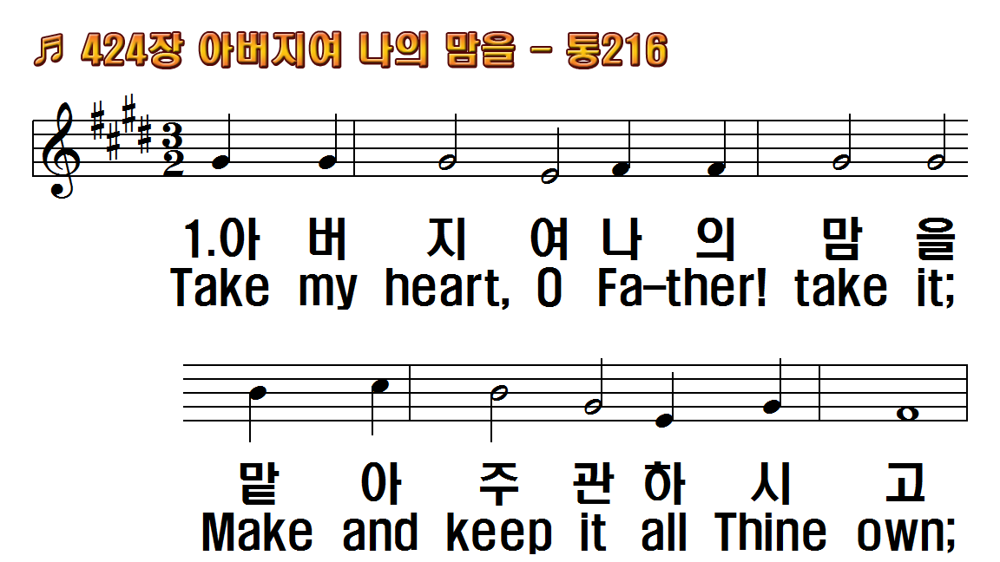 ♬ 424장 아버지여 나의 맘을 - 통216
1.아 버 지 여 나 의 맘 을
Take my heart, O Fa-ther! take it;
맡 아 주 관 하 시 고
Make and keep it all Thine own;